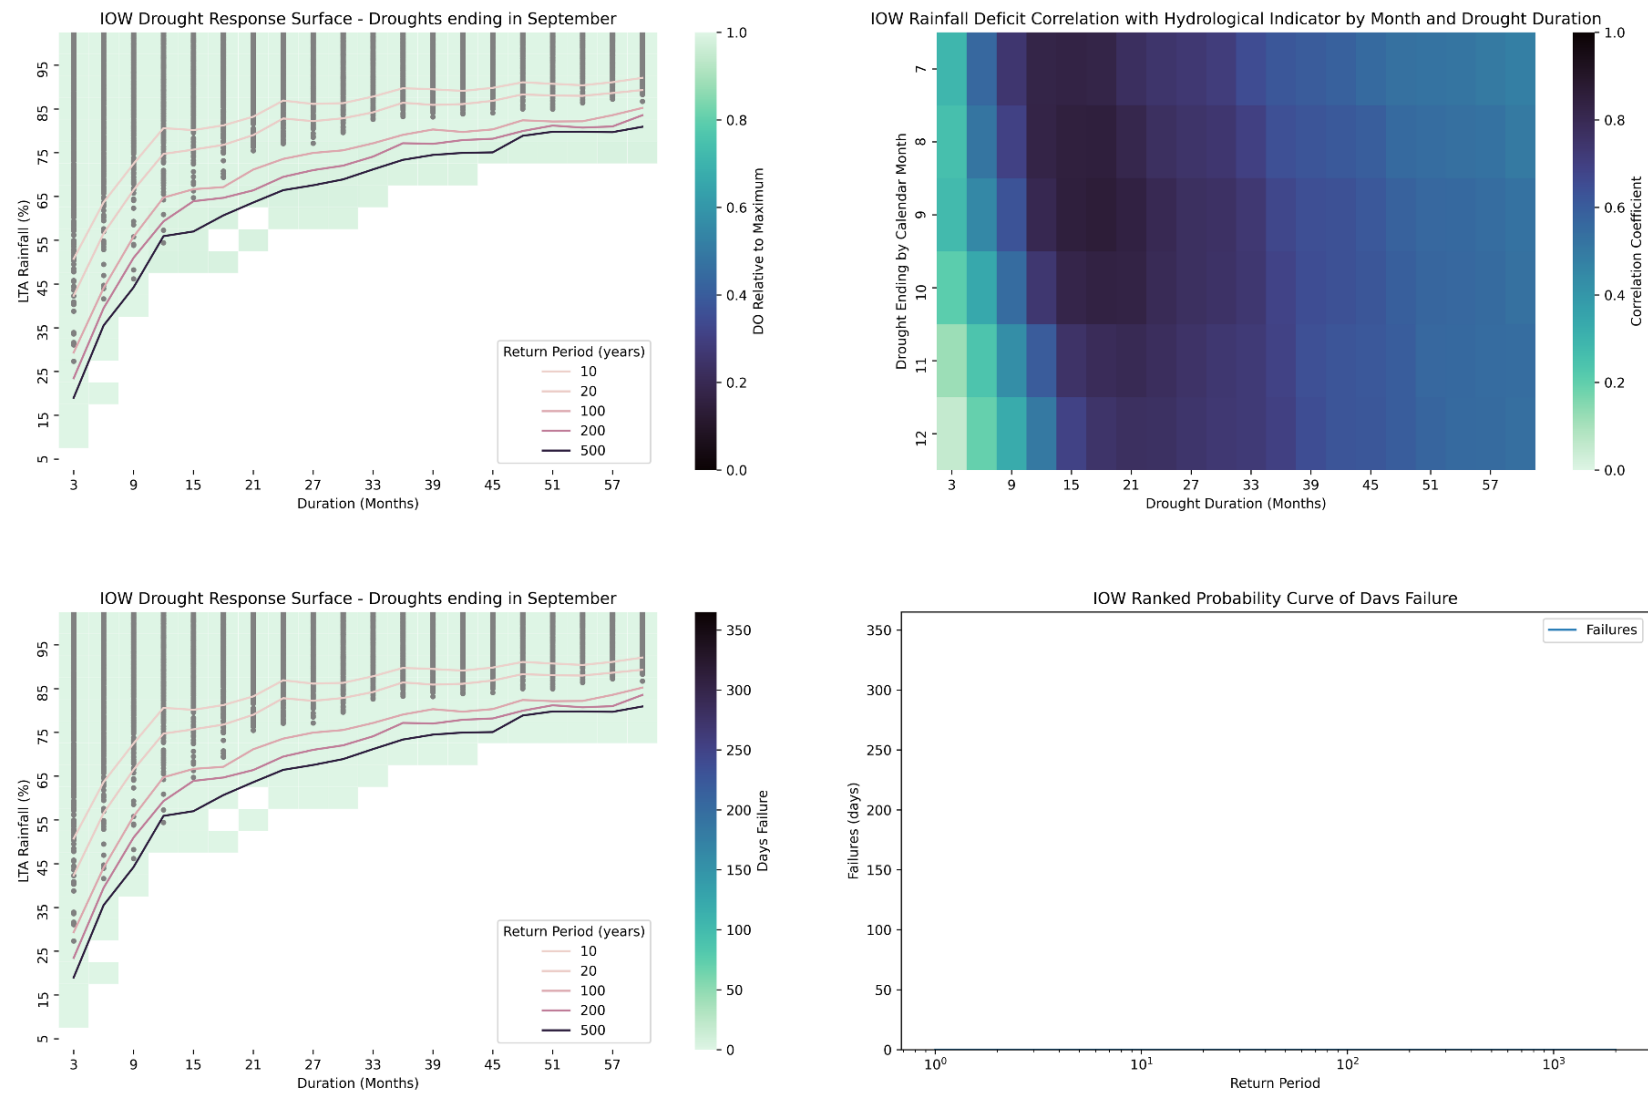 IOW Drought Response Surface - Droughts ending in September
LTA Rainfall (%)
95
85
75
65
55
45
35
25
15
5
3 9 15 21 27 33 39 45 51 57
Duration (Months)
Return Period (years)
10
20
100
200
500
1.0
0.8
0.6
0.4
0.2
0.0
DO Relative to Maximum
IOW Rainfall Deficit Correlation with Hydrological Indicator by Month and Drought Duration
Drought Ending by Calendar Month
7
8
9
10
11
12
3 9 15 21 27 33 39 45 51 57
Drought Duration (Months)
1.0
0.8
0.6
0.4
0.2
0.0
Correlation Coefficient
IOW Drought Response Surface - Droughts ending in September
LTA Rainfall (%)
95
85
75
65
55
45
35
25
15
5
3 9 15 21 27 33 39 45 51 57
Duration (Months)
Return Period (years)
10
20
100
200
500
350
300
250
200
150
100
50
0
Days Failure
IOW Ranked Probability Curve of Days Failure
Failures (days)
350
300
250
200
150
100
50
0
10⁰ 10¹ 10² 10³
Return Period
Failures